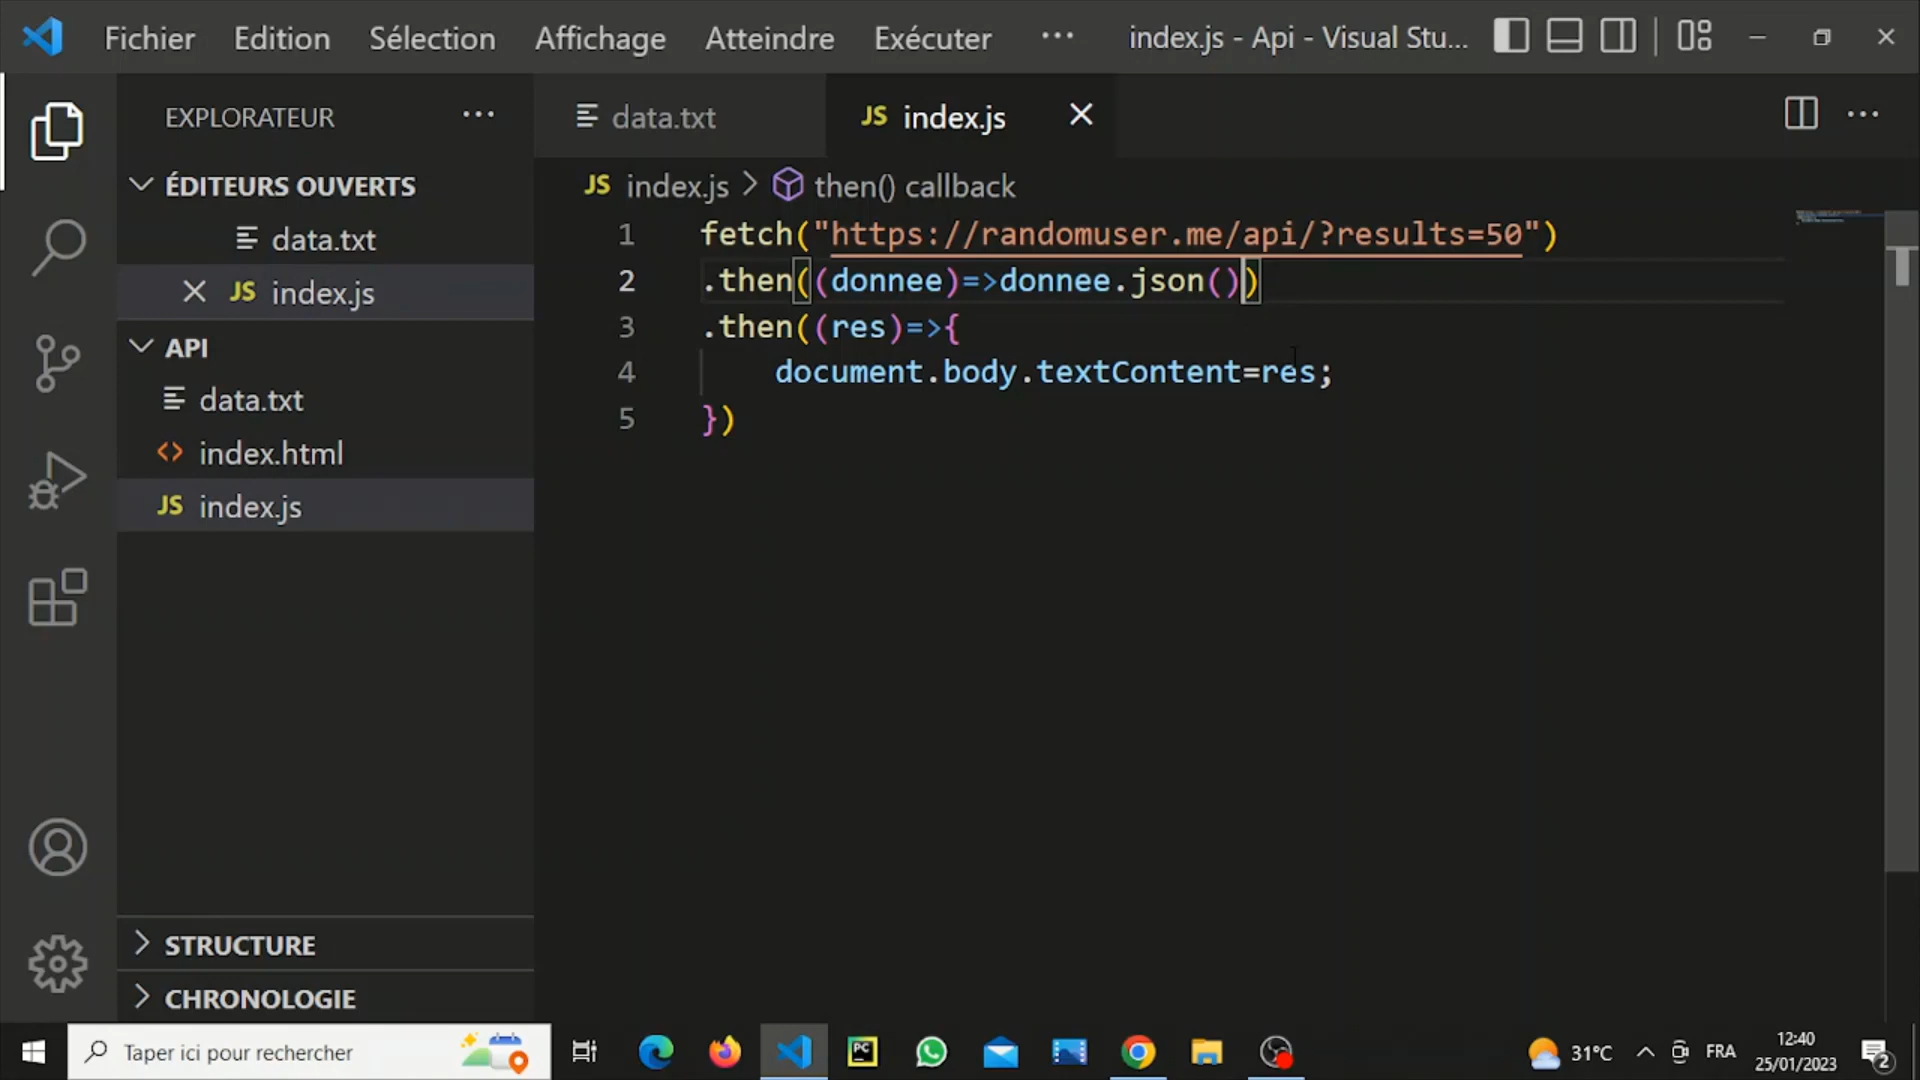 Fichier Edition Sélection Affichage Atteindre Exécuter ··· index.js - Api - Visual Stu...
EXPLORATEUR ···
data.txt
JS index.js
···
ÉDITEURS OUVERTS
data.txt
JS index.js
API
data.txt
index.html
JS index.js
STRUCTURE
CHRONOLOGIE
JS index.js > then() callback
1 fetch("https://randomuser.me/api/?results=50")
2 .then((donnee)=>donnee.json())
3 .then((res)=>{
4 document.body.textContent=res;
5 })
Taper ici pour rechercher
PC
31°C
FRA
12:40
25/01/2023
2